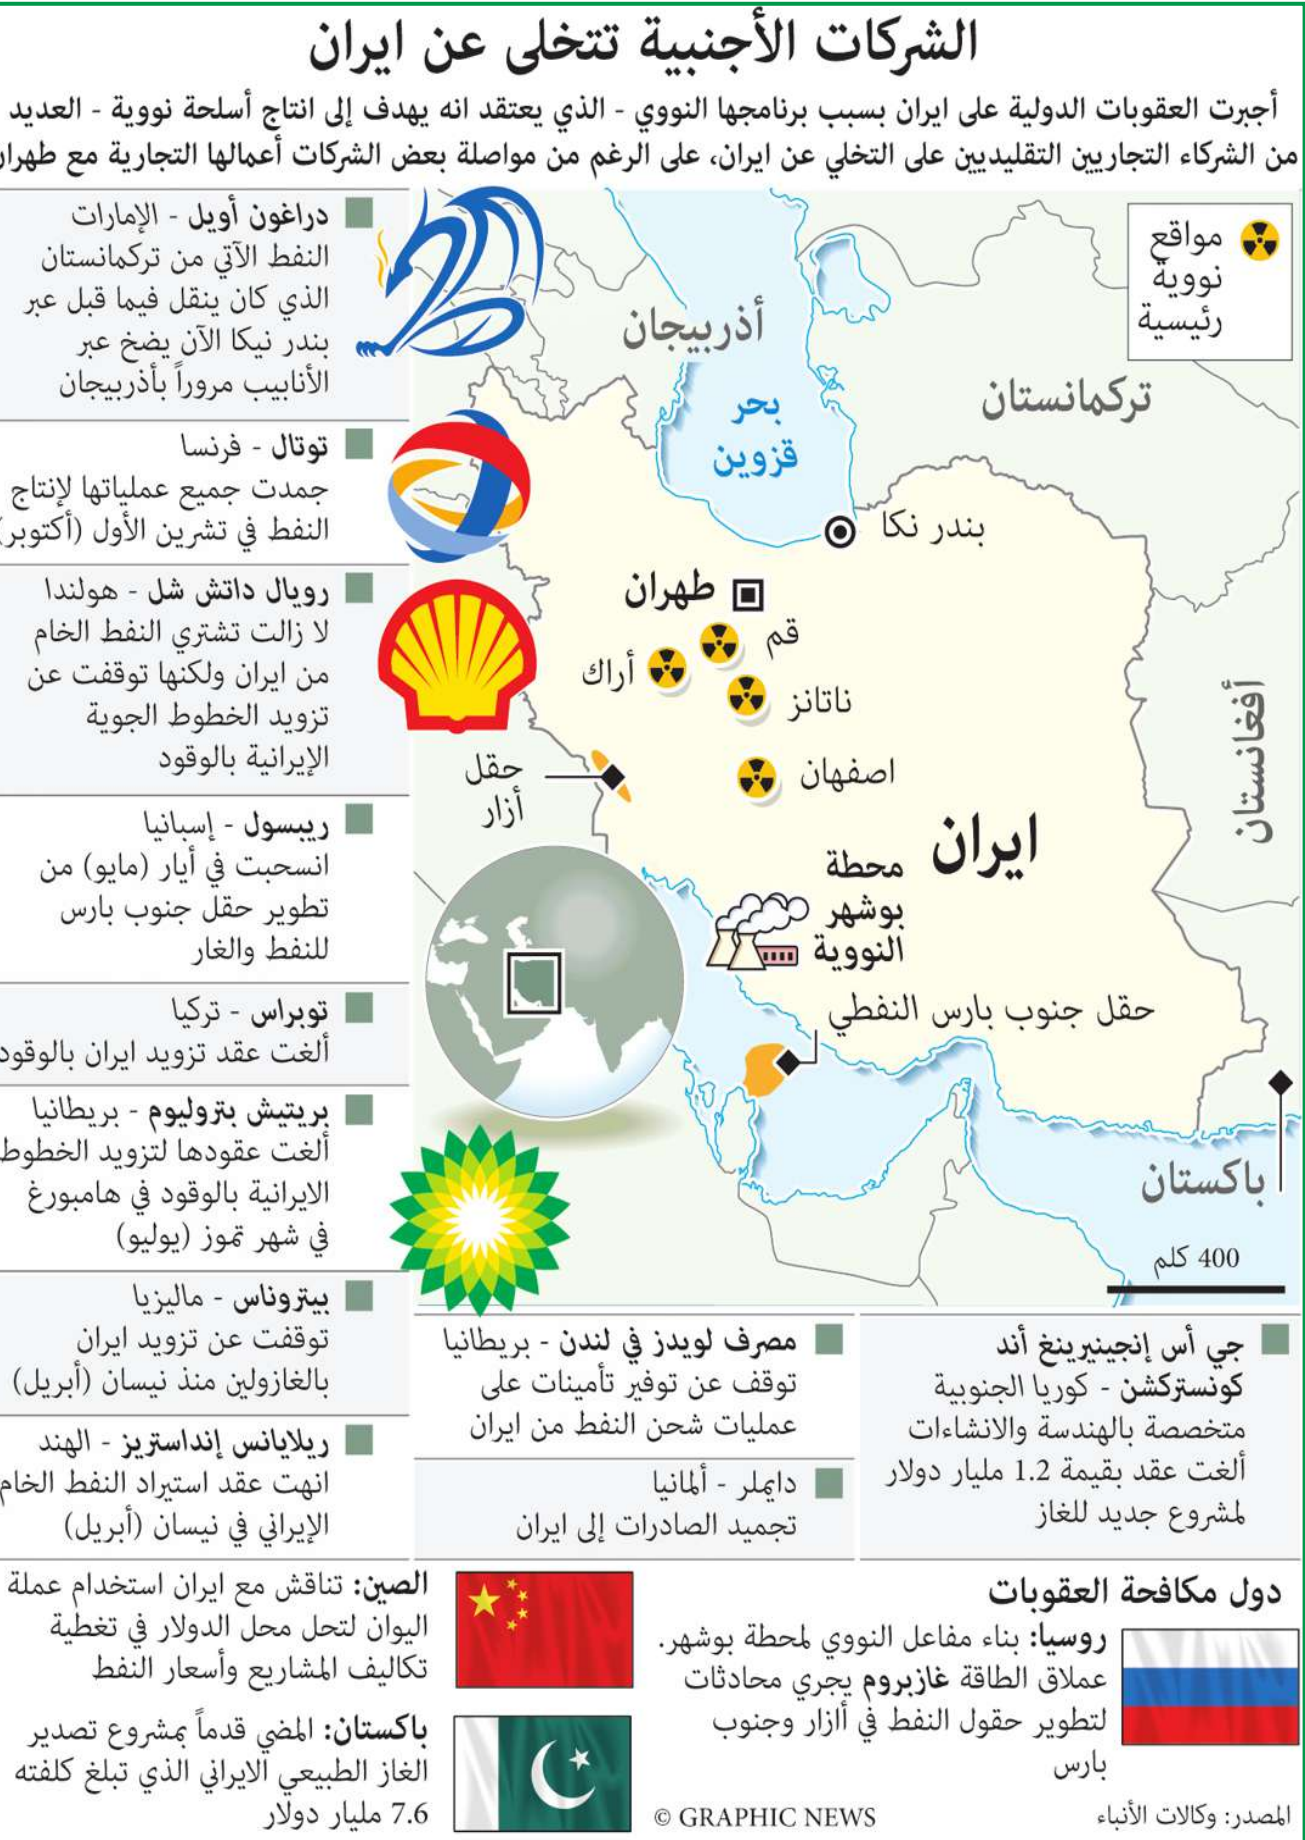 الشركات الأجنبية تتخلى عن ايران
أجبرت العقوبات الدولية على ايران بسبب برنامجها النووي - الذي يعتقد انه يهدف إلى انتاج أسلحة نووية - العديد
من الشركاء التجاريين التقليديين على التخلي عن ايران، على الرغم من مواصلة بعض الشركات أعمالها التجارية مع طهران
مواقع
نووية
رئيسية
أذربيجان
تركمانستان
بحر
قزوين
بندر نكا
طهران
قم
أراك
ناتانز
اصفهان
أفغانستان
حقل
أزار
ايران
محطة
بوشهر
النووية
حقل جنوب بارس النفطي
باكستان
400 كلم
دراغون أويل - الإمارات
النفط الآتي من تركمانستان
الذي كان ينقل فيما قبل عبر
بندر نيكا الآن يضخ عبر
الأنابيب مروراً بأذربيجان
توتال - فرنسا
جمدت جميع عملياتها لإنتاج
النفط في تشرين الأول (أكتوبر)
رويال داتش شل - هولندا
لا زالت تشتري النفط الخام
من ايران ولكنها توقفت عن
تزويد الخطوط الجوية
الإيرانية بالوقود
ريبسول - إسبانيا
انسحبت في أيار (مايو) من
تطوير حقل جنوب بارس
للنفط والغار
توبراس - تركيا
ألغت عقد تزويد ايران بالوقود
بريتيش بتروليوم - بريطانيا
ألغت عقودها لتزويد الخطوط
الايرانية بالوقود في هامبورغ
في شهر تموز (يوليو)
بيتروناس - ماليزيا
توقفت عن تزويد ايران
بالغازولين منذ نيسان (أبريل)
ريلايانس إنداستريز - الهند
انهت عقد استيراد النفط الخام
الإيراني في نيسان (أبريل)
جي أس إنجينيرينغ أند
كونستركشن - كوريا الجنوبية
متخصصة بالهندسة والانشاءات
ألغت عقد بقيمة 1.2 مليار دولار
لمشروع جديد للغاز
مصرف لويدز في لندن - بريطانيا
توقف عن توفير تأمينات على
عمليات شحن النفط من ايران
دايملر - ألمانيا
تجميد الصادرات إلى ايران
دول مكافحة العقوبات
روسيا: بناء مفاعل النووي لمحطة بوشهر.
عملاق الطاقة غازبروم يجري محادثات
لتطوير حقول النفط في أازار وجنوب
بارس
الصين: تناقش مع ايران استخدام عملة
اليوان لتحل محل الدولار في تغطية
تكاليف المشاريع وأسعار النفط
باكستان: المضي قدماً بمشروع تصدير
الغاز الطبيعي الايراني الذي تبلغ كلفته
7.6 مليار دولار
المصدر: وكالات الأنباء
© GRAPHIC NEWS